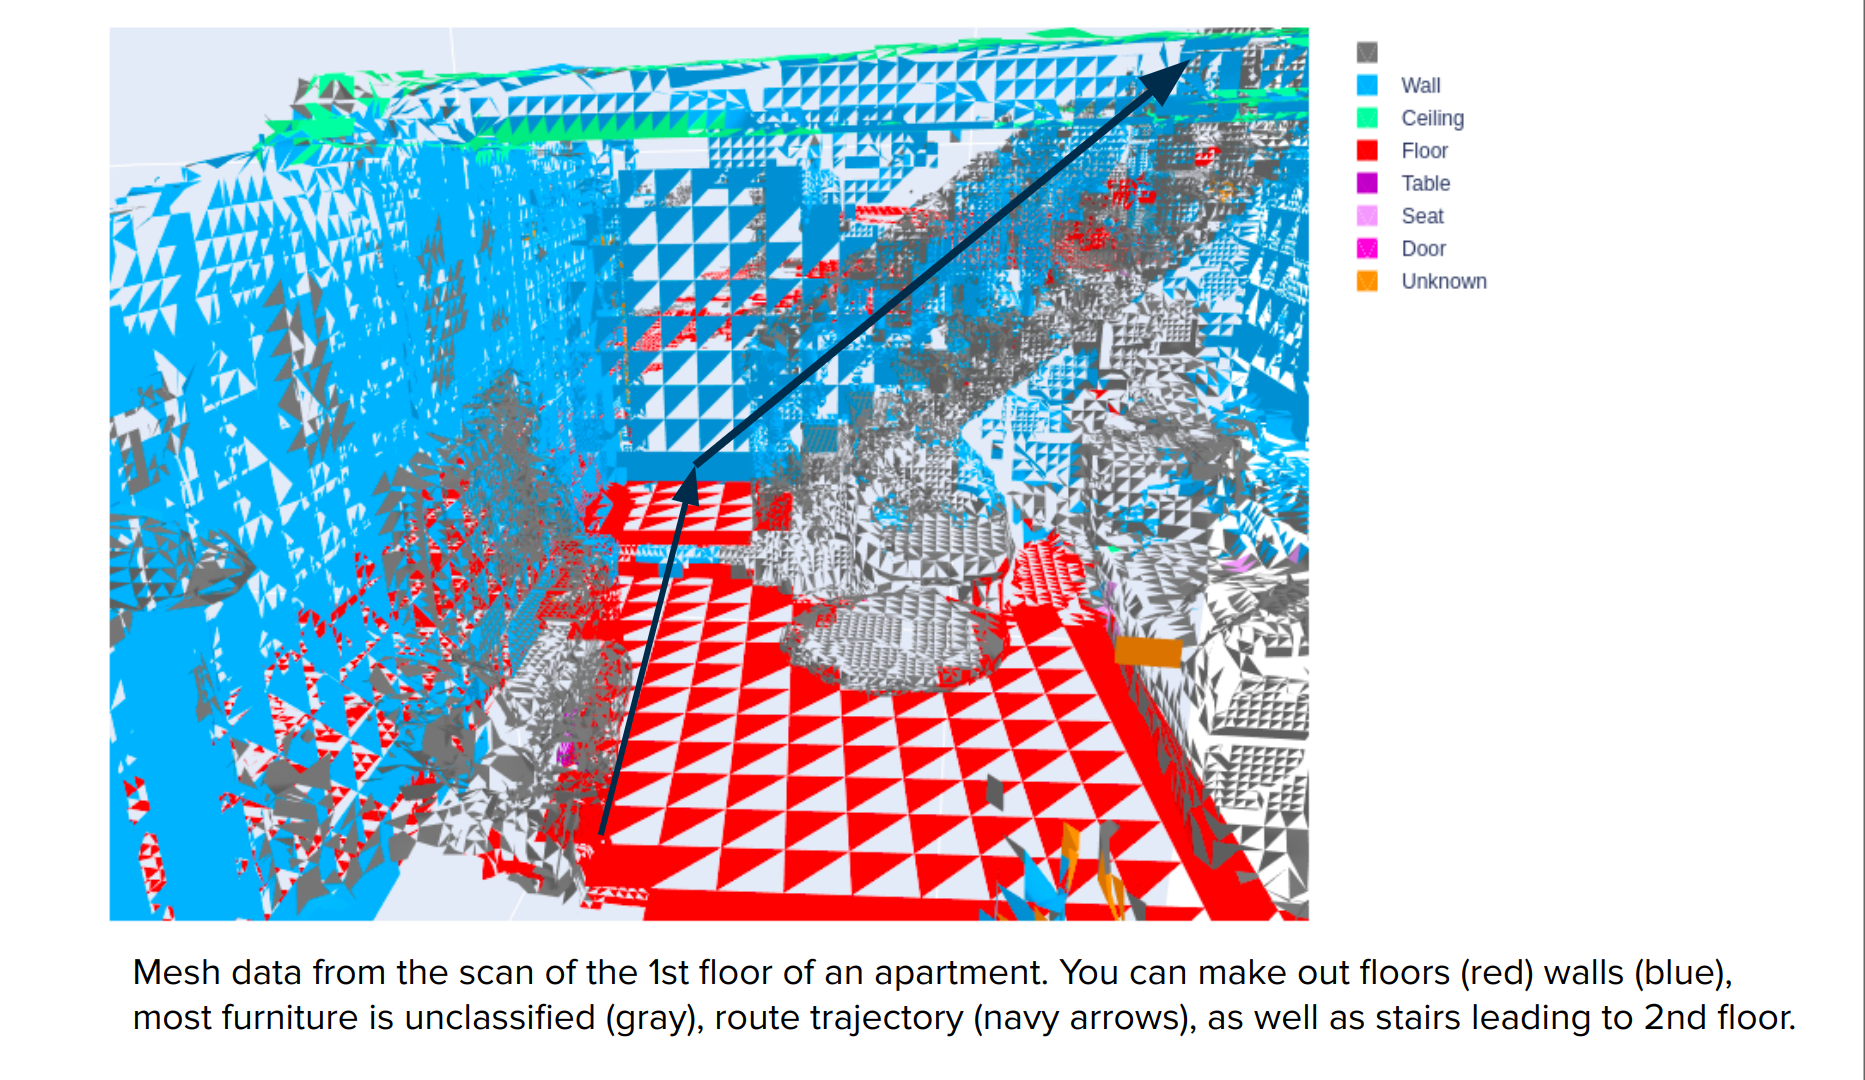 Wall
Ceiling
Floor
Table
Seat
Door
Unknown
Mesh data from the scan of the 1st floor of an apartment. You can make out floors (red) walls (blue),
most furniture is unclassified (gray), route trajectory (navy arrows), as well as stairs leading to 2nd floor.